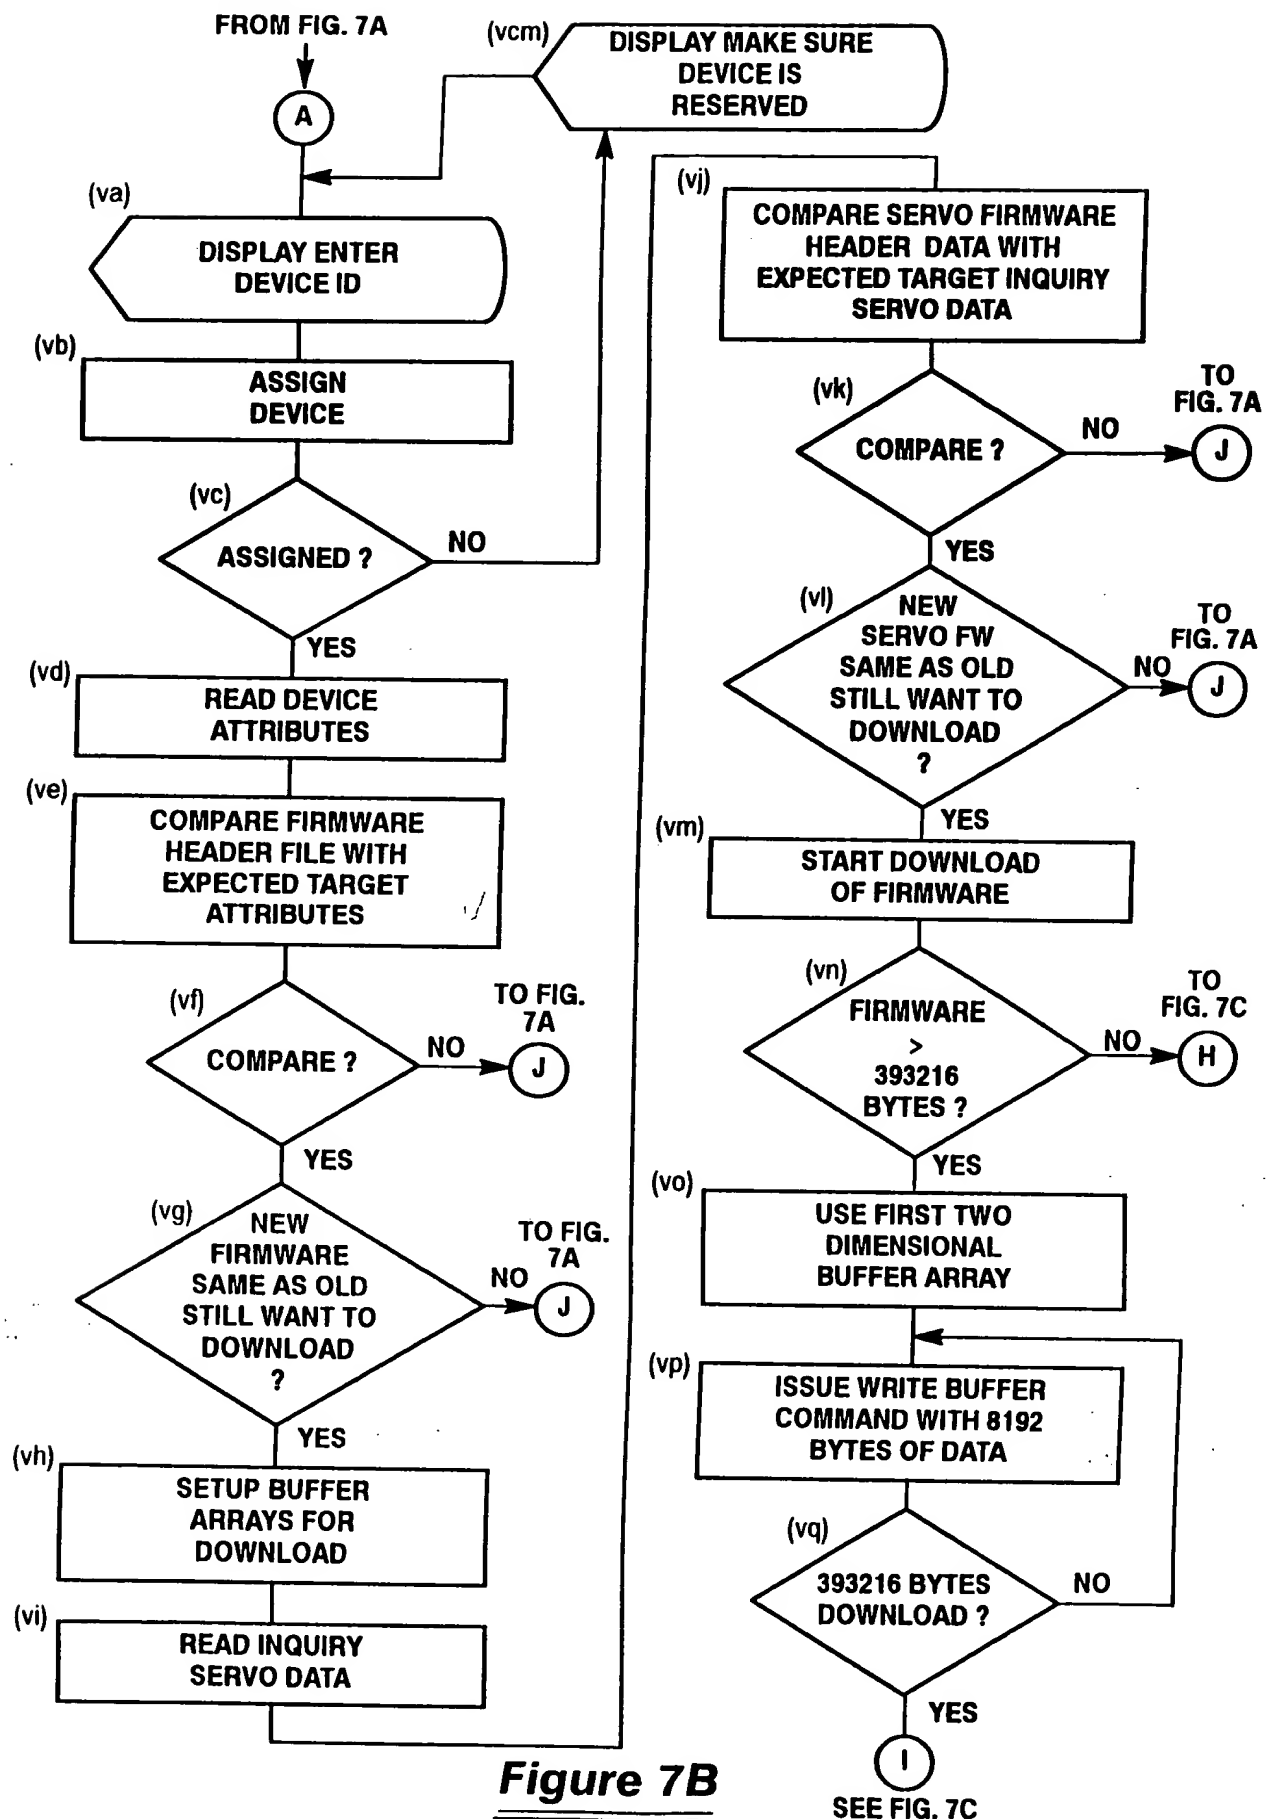 FROM FIG. 7A
A
(vcm)
DISPLAY MAKE SURE
DEVICE IS
RESERVED
(va)
DISPLAY ENTER
DEVICE ID
(vb)
ASSIGN
DEVICE
(vc)
ASSIGNED ?
NO
YES
(vd)
READ DEVICE
ATTRIBUTES
(ve)
COMPARE FIRMWARE
HEADER FILE WITH
EXPECTED TARGET
ATTRIBUTES
(vf)
COMPARE ?
NO
TO FIG.
7A
J
YES
(vg)
NEW
FIRMWARE
SAME AS OLD
STILL WANT TO
DOWNLOAD
?
NO
TO FIG.
7A
J
YES
(vh)
SETUP BUFFER
ARRAYS FOR
DOWNLOAD
(vi)
READ INQUIRY
SERVO DATA
(vj)
COMPARE SERVO FIRMWARE
HEADER DATA WITH
EXPECTED TARGET INQUIRY
SERVO DATA
(vk)
COMPARE ?
NO
TO
FIG. 7A
J
YES
(vl)
NEW
SERVO FW
SAME AS OLD
STILL WANT TO
DOWNLOAD
?
NO
TO
FIG. 7A
J
YES
(vm)
START DOWNLOAD
OF FIRMWARE
(vn)
FIRMWARE
>
393216
BYTES ?
NO
TO
FIG. 7C
H
YES
(vo)
USE FIRST TWO
DIMENSIONAL
BUFFER ARRAY
(vp)
ISSUE WRITE BUFFER
COMMAND WITH 8192
BYTES OF DATA
(vq)
393216 BYTES
DOWNLOAD ?
NO
YES
I
SEE FIG. 7C
Figure 7B